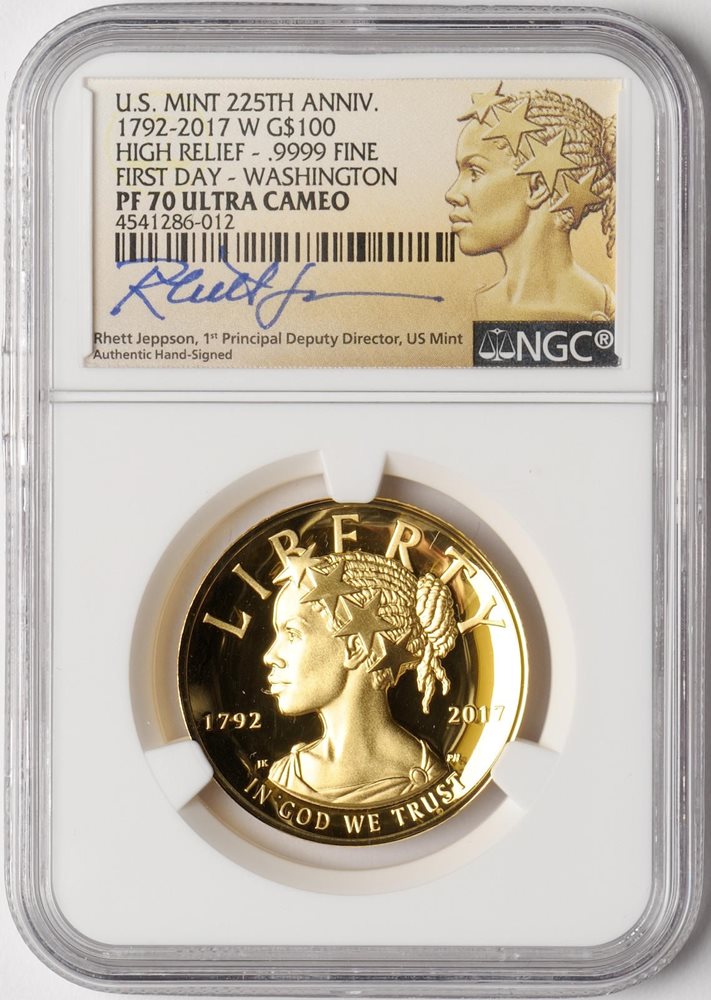 U.S. MINT 225TH ANNIV.
1792-2017 W G$100
HIGH RELIEF - .9999 FINE
FIRST DAY - WASHINGTON
PF 70 ULTRA CAMEO
4541286-012
Rhett Jeppson, 1st Principal Deputy Director, US Mint
Authentic Hand-Signed
NGC®
LIBERTY
1792
2017
IN GOD WE TRUST